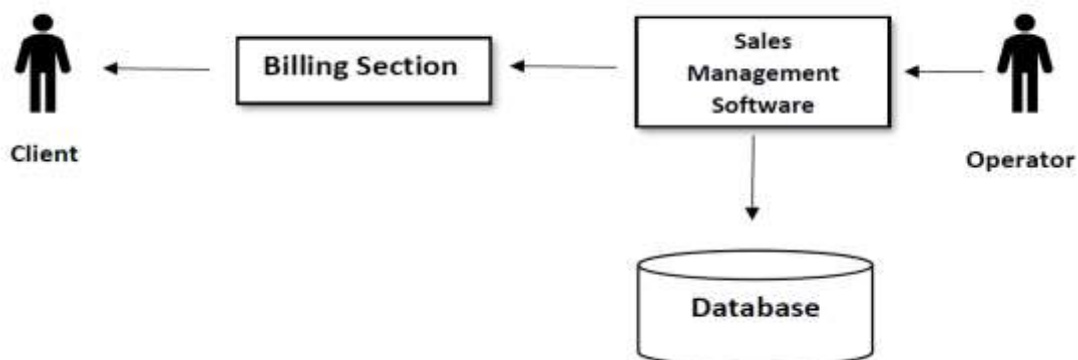 Billing Section
Sales
Management
Software
Client
Operator
Database